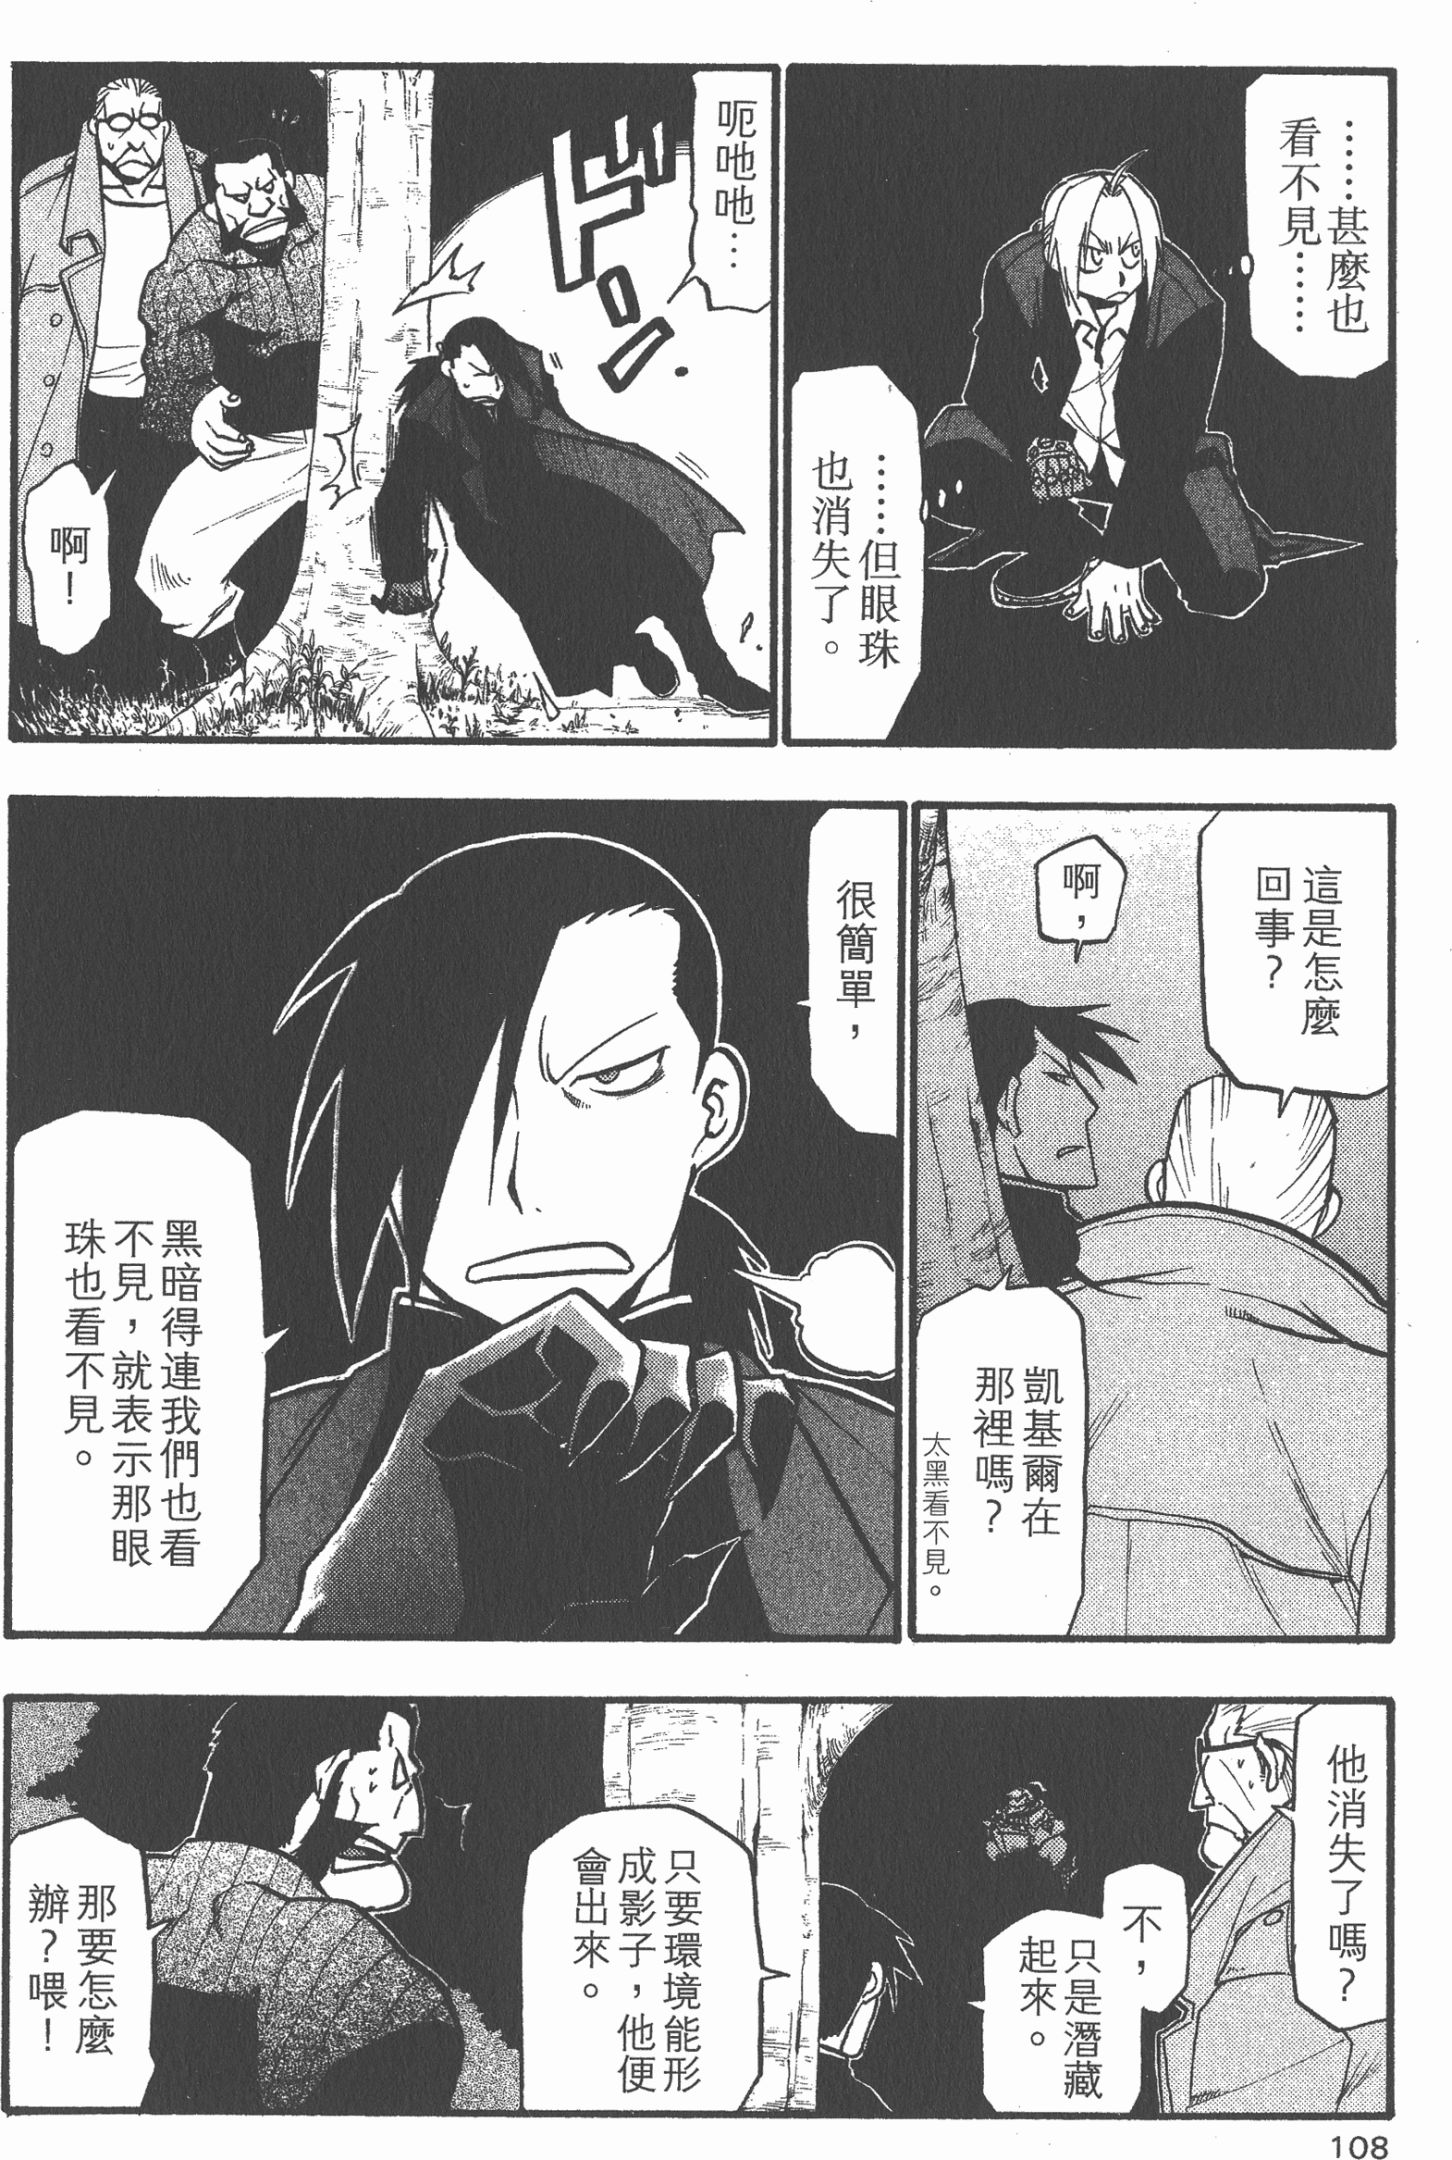 ……甚麼也
看不見……
……但眼珠
也消失了。
呃吔吔…
ドドン
啊！
這是怎麼
回事？
啊，
凱基爾在
那裡嗎？
太黑看不見。
很簡單，
黑暗得連我們也看
不見，就表示那眼
珠也看不見。
他消失了嗎？
不，
只是潛藏
起來。
只要環境能形
成影子，他便
會出來。
那要怎麼
辦？喂！
108